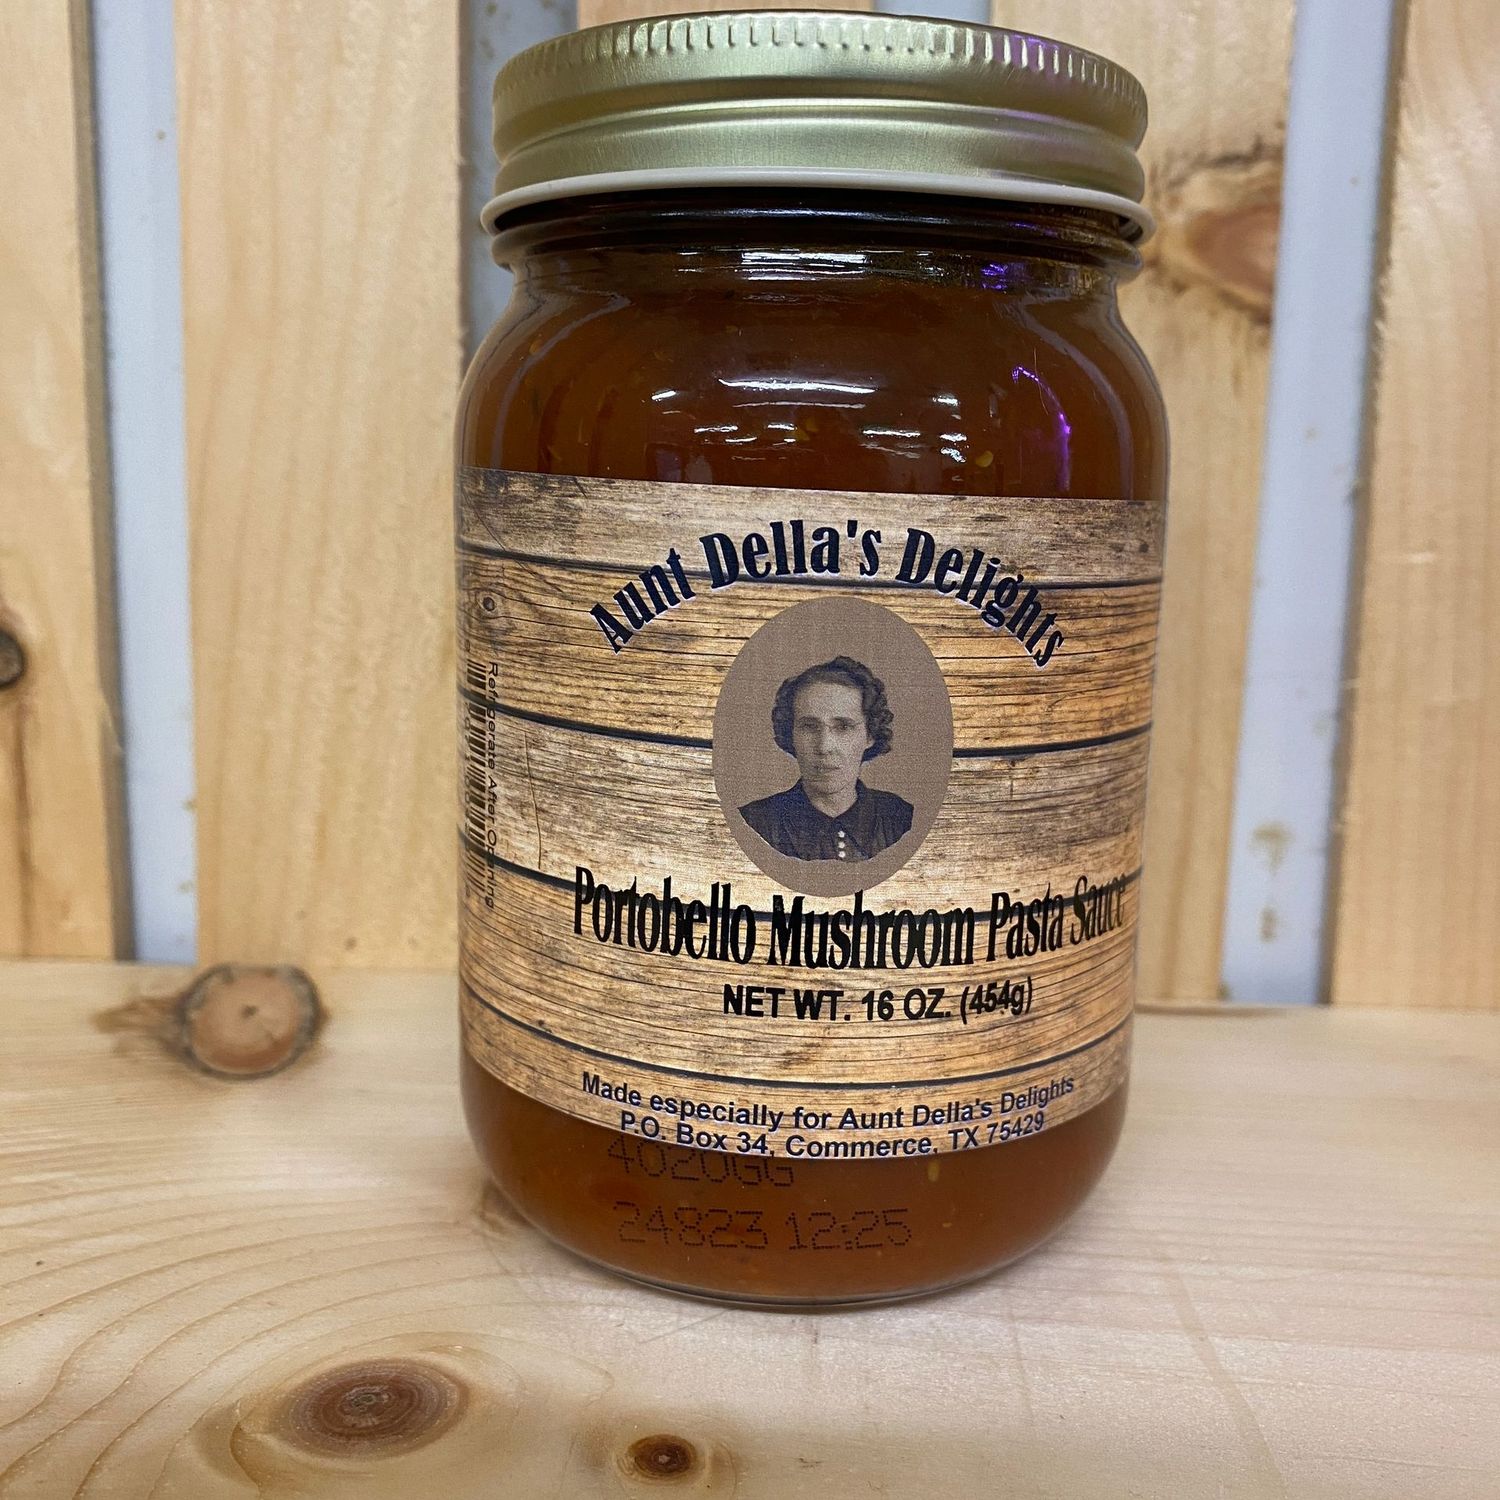 Aunt Della's Delights
Portobello Mushroom Pasta Sauce
NET WT. 16 OZ. (454g)
Made especially for Aunt Della's Delights
P.O. Box 34, Commerce, TX 75429
4020GG
24823 12:25
Refrigerate After Opening